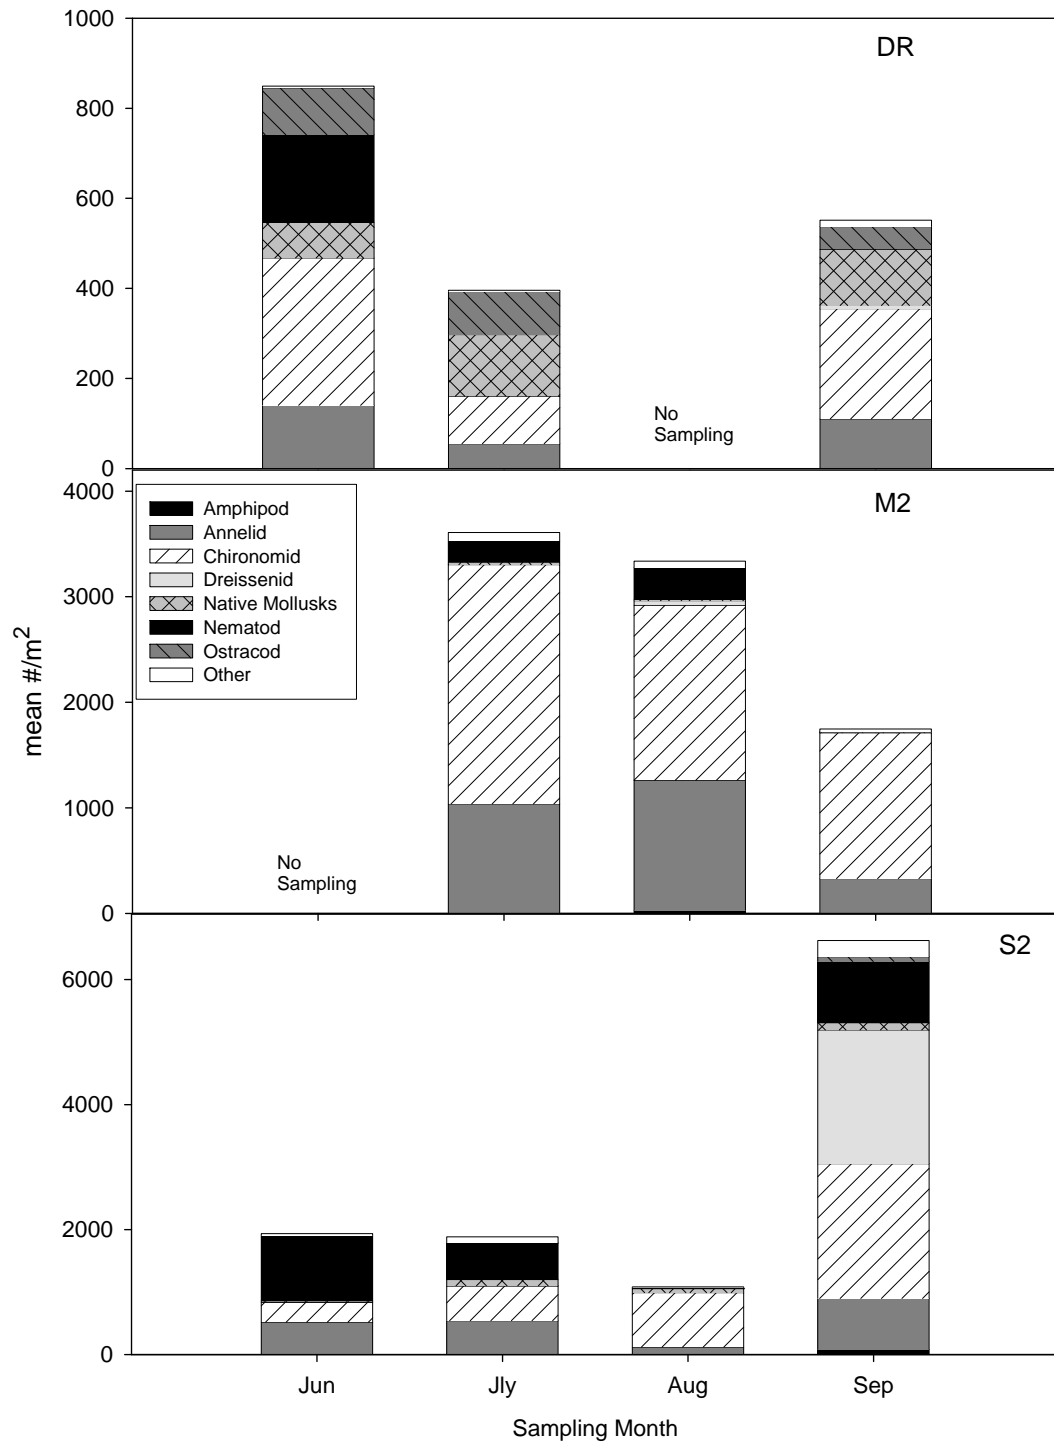 1000
DR
800
600
400
200
No
Sampling
0
4000
M2
Amphipod
Annelid
Chironomid
Dreissenid
Native Mollusks
Nematod
Ostracod
Other
3000
2000
1000
No
Sampling
0
mean #/m2
S2
6000
4000
2000
0
Jun
Jly
Aug
Sep
Sampling Month